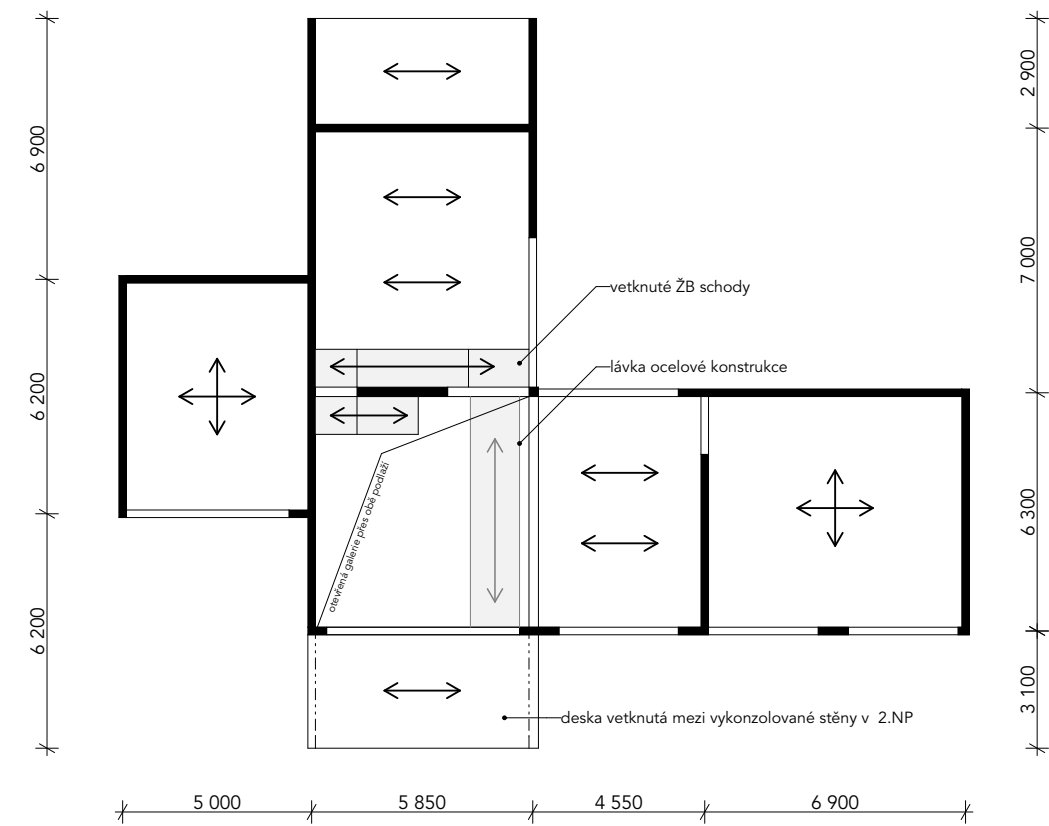 2 900
6 900
7 000
vetknuté ŽB schody
lávka ocelové konstrukce
6 200
otevřená galerie přes obě podlaží
6 300
6 200
3 100
deska vetknutá mezi vykonzolované stěny v 2.NP
5 000
5 850
4 550
6 900